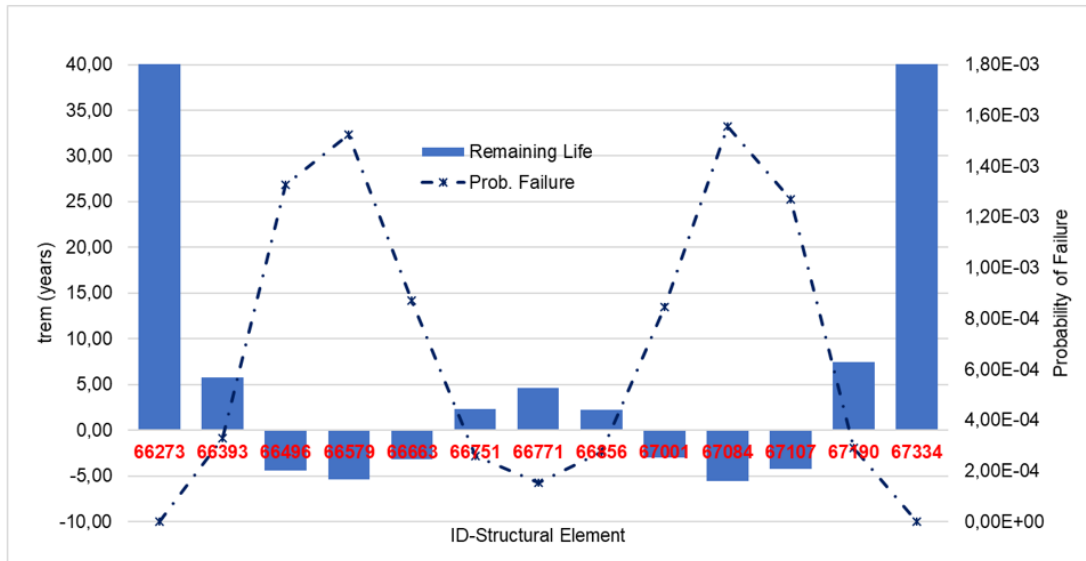 40,00
35,00
30,00
25,00
20,00
15,00
10,00
5,00
0,00
-5,00
-10,00
trem (years)
Remaining Life
Prob. Failure
66273 66393 66496 66579 66663 66751 66771 66856 67001 67084 67107 67190 67334
ID-Structural Element
1,80E-03
1,60E-03
1,40E-03
1,20E-03
1,00E-03
8,00E-04
6,00E-04
4,00E-04
2,00E-04
0,00E+00
Probability of Failure